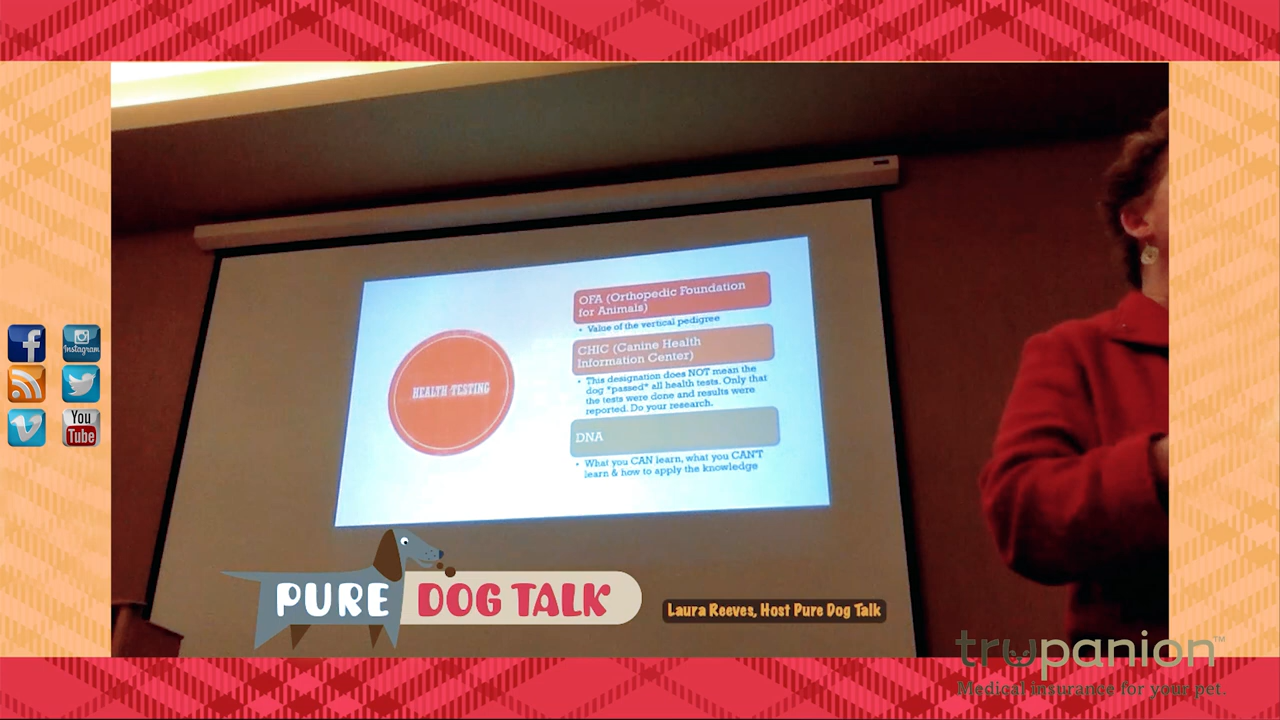 HEALTH TESTING
OFA (Orthopedic Foundation
for Animals)
• Value of the vertical pedigree
CHIC (Canine Health
Information Center)
• This designation does NOT mean the
dog *passed* all health tests. Only that
the tests were done and results were
reported. Do your research.
DNA
• What you CAN learn, what you CAN'T
learn & how to apply the knowledge
Instagram
You
Tube
PURE DOG TALK
Laura Reeves, Host Pure Dog Talk
trupanion™
Medical insurance for your pet.